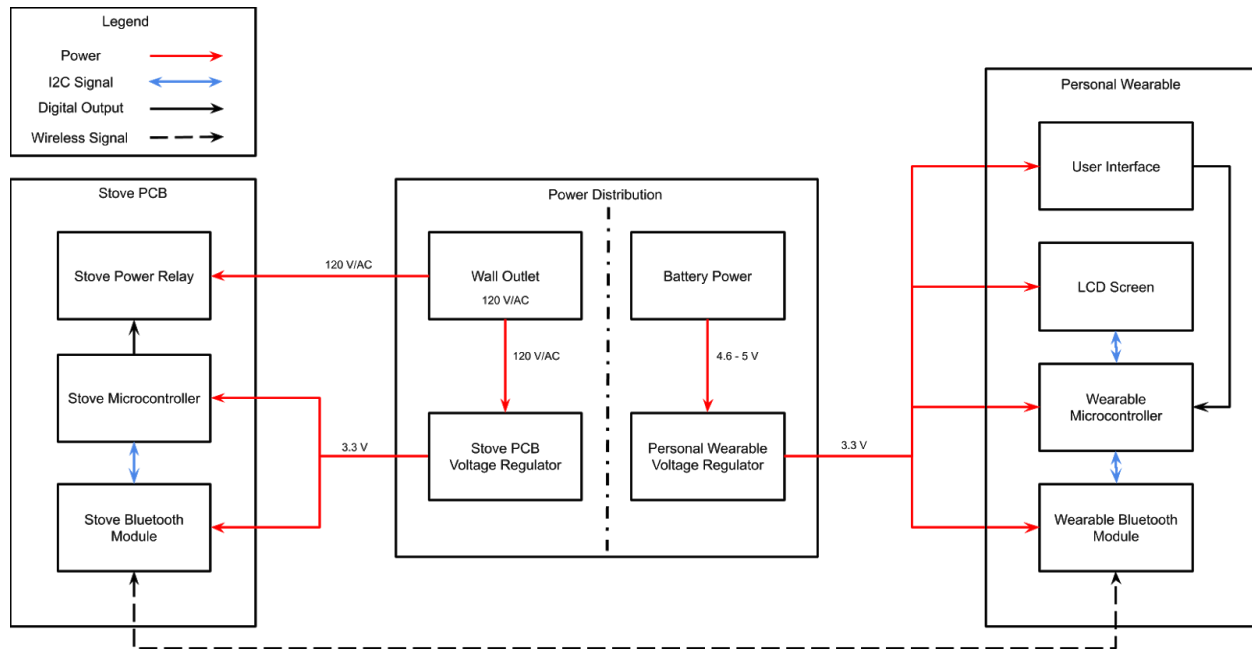 Legend
Power
I2C Signal
Digital Output
Wireless Signal
Stove PCB
Stove Power Relay
Stove Microcontroller
Stove Bluetooth
Module
120 V/AC
3.3 V
Power Distribution
Wall Outlet
120 V/AC
120 V/AC
Stove PCB
Voltage Regulator
Battery Power
4.6 - 5 V
Personal Wearable
Voltage Regulator
3.3 V
Personal Wearable
User Interface
LCD Screen
Wearable
Microcontroller
Wearable Bluetooth
Module